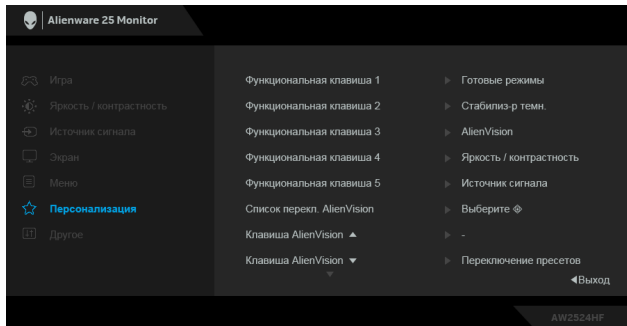 Alienware 25 Monitor
Игра
Яркость / контрастность
Источник сигнала
Экран
Меню
Персонализация
Другое
Функциональная клавиша 1 Готовые режимы
Функциональная клавиша 2 Стабилиз-р темн.
Функциональная клавиша 3 AlienVision
Функциональная клавиша 4 Яркость / контрастность
Функциональная клавиша 5 Источник сигнала
Список перекл. AlienVision Выберите
Клавиша AlienVision ▲ -
Клавиша AlienVision ▼ Переключение пресетов
◀Выход
AW2524HF